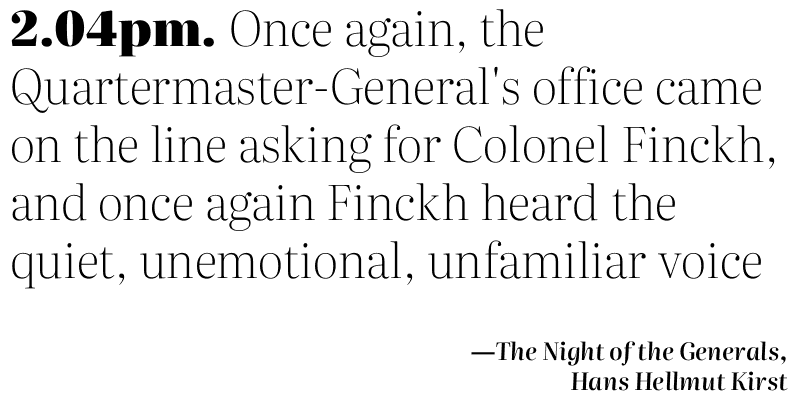 2.04pm. Once again, the
Quartermaster-General's office came
on the line asking for Colonel Finckh,
and once again Finckh heard the
quiet, unemotional, unfamiliar voice
—The Night of the Generals,
Hans Hellmut Kirst